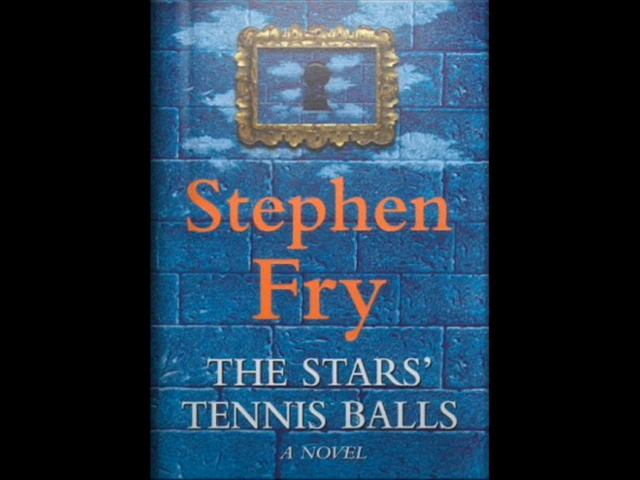 Stephen
Fry
THE STARS’
TENNIS BALLS
A NOVEL